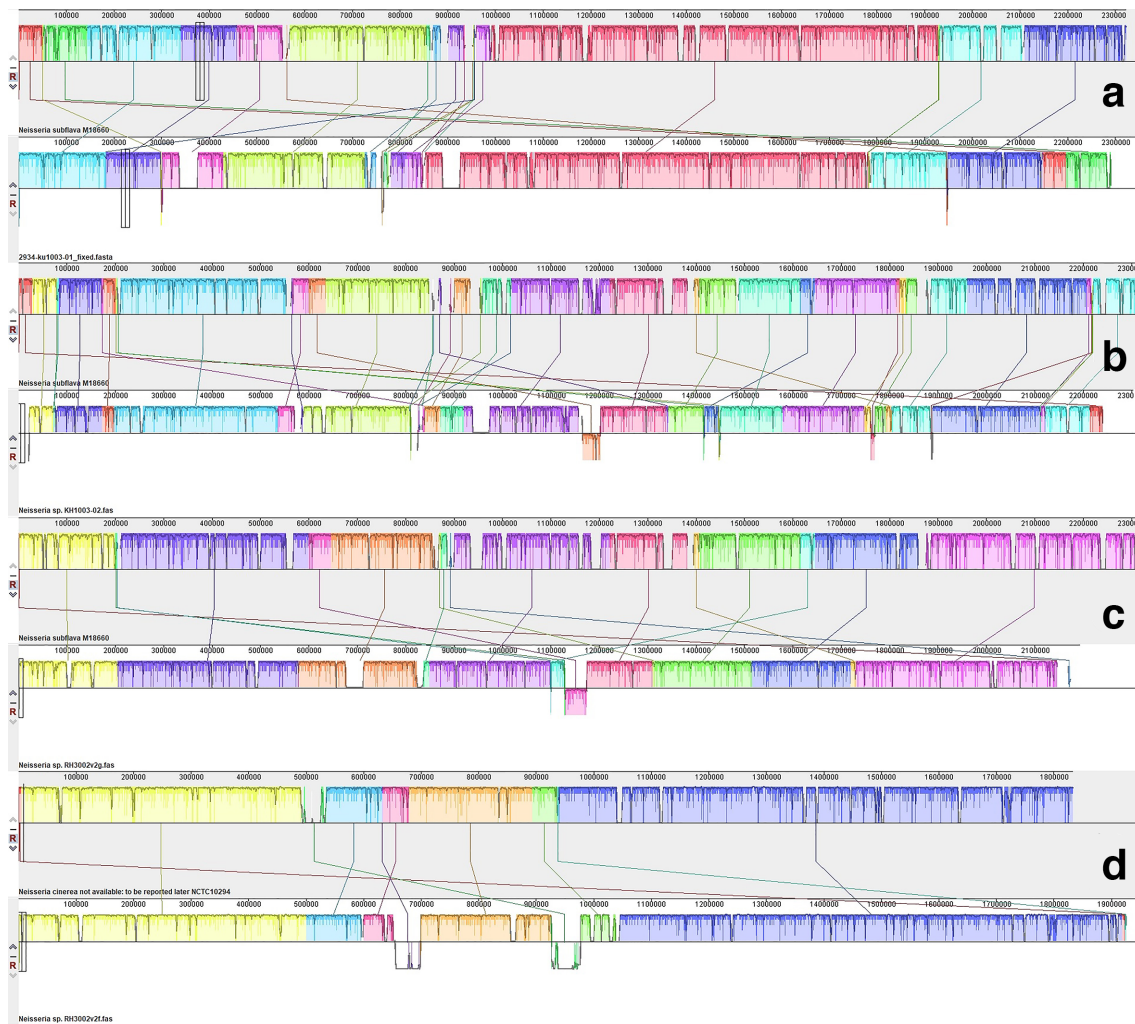 100000 200000 300000 400000 500000 600000 700000 800000 900000 1000000 1100000 1200000 1300000 1400000 1500000 1600000 1700000 1800000 1900000 2000000 2100000 2200000 2300000
R
a
Neisseria subflava M18660
100000 200000 300000 400000 500000 600000 700000 800000 900000 1000000 1100000 1200000 1300000 1400000 1500000 1600000 1700000 1800000 1900000 2000000 2100000 2200000 2300000
R
2934-ku1003-01_fixed.fasta
100000 200000 300000 400000 500000 600000 700000 800000 900000 1000000 1100000 1200000 1300000 1400000 1500000 1600000 1700000 1800000 1900000 2000000 2100000 2200000
R
b
Neisseria subflava M18660
100000 200000 300000 400000 500000 600000 700000 800000 900000 1000000 1100000 1200000 1300000 1400000 1500000 1600000 1700000 1800000 1900000 2000000 2100000 2200000 2300
R
Neisseria sp. KH1003-02.fas
100000 200000 300000 400000 500000 600000 700000 800000 900000 1000000 1100000 1200000 1300000 1400000 1500000 1600000 1700000 1800000 1900000 2000000 2100000 2200000
R
c
Neisseria subflava M18660
100000 200000 300000 400000 500000 600000 700000 800000 900000 1000000 1100000 1200000 1300000 1400000 1500000 1600000 1700000 1800000 1900000 2000000 2100000
R
Neisseria sp. RH3002v2g.fas
100000 200000 300000 400000 500000 600000 700000 800000 900000 1000000 1100000 1200000 1300000 1400000 1500000 1600000 1700000 1800000
R
d
Neisseria cinerea not available: to be reported later NCTC10294
100000 200000 300000 400000 500000 600000 700000 800000 900000 1000000 1100000 1200000 1300000 1400000 1500000 1600000 1700000 1800000 1900000
R
Neisseria sp. RH3002v2f.fas